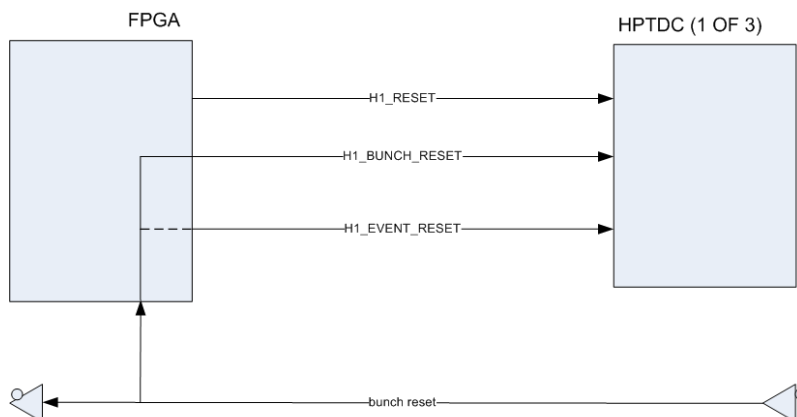 FPGA
HPTDC (1 OF 3)
H1_RESET
H1_BUNCH_RESET
H1_EVENT_RESET
bunch reset